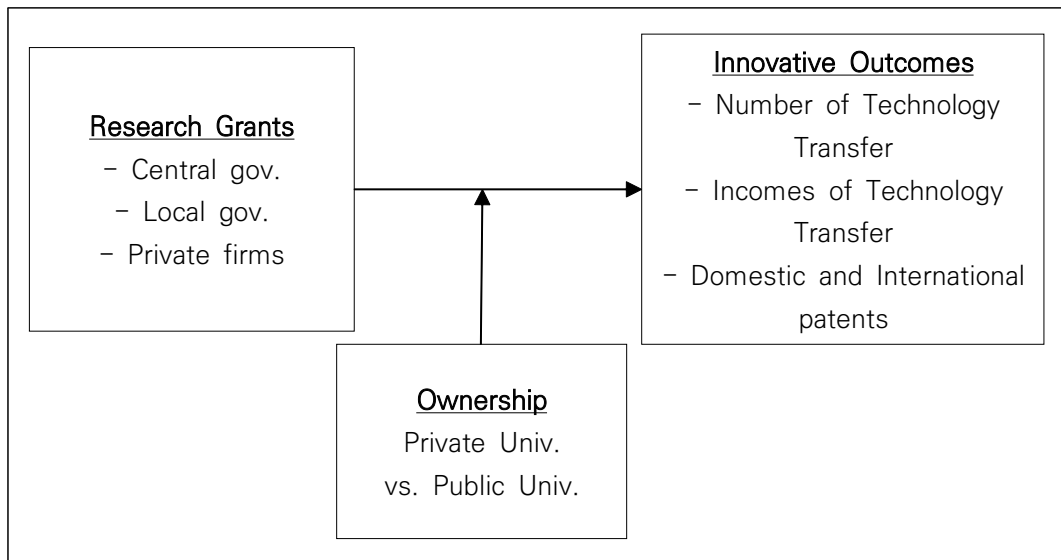 Research Grants
- Central gov.
- Local gov.
- Private firms
Innovative Outcomes
- Number of Technology
Transfer
- Incomes of Technology
Transfer
- Domestic and International
patents
Ownership
Private Univ.
vs. Public Univ.